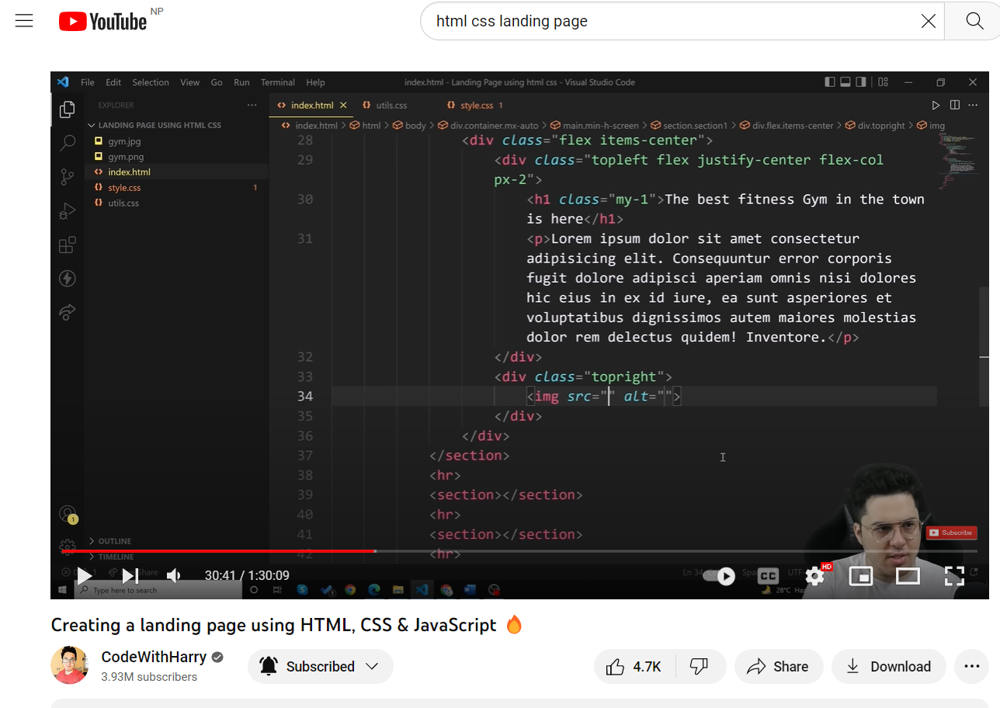 YouTube NP
html css landing page
File Edit Selection View Go Run Terminal Help index.html - Landing Page using html css - Visual Studio Code
EXPLORER
index.html
utils.css
style.css 1
LANDING PAGE USING HTML CSS
gym.jpg
gym.png
index.html
style.css 1
utils.css
index.html > html > body > div.container.mx-auto > main.min-h-screen > section.section1 > div.flex.items-center > div.topright > img
28 <div class="flex items-center">
29 <div class="topleft flex justify-center flex-col
px-2">
30 <h1 class="my-1">The best fitness Gym in the town
is here</h1>
31 <p>Lorem ipsum dolor sit amet consectetur
adipisicing elit. Consequuntur error corporis
fugit dolore adipisci aperiam omnis nisi dolores
hic eius in ex id iure, ea sunt asperiores et
voluptatibus dignissimos autem maiores molestias
dolor rem delectus quidem! Inventore.</p>
32 </div>
33 <div class="topright">
34 <img src="" alt="">
35 </div>
36 </div>
37 </section>
38 <hr>
39 <section></section>
40 <hr>
41 <section></section>
42 <hr>
1
OUTLINE
TIMELINE
Subscribe
30:41 / 1:30:09
CC
HD
Type here to search
28°C
Creating a landing page using HTML, CSS & JavaScript 🔥
CodeWithHarry
3.93M subscribers
Subscribed
4.7K
Share
Download